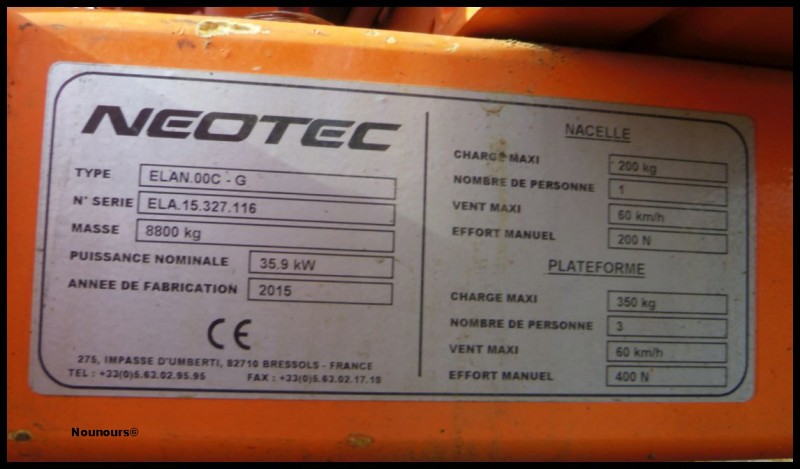 NEOTEC
TYPE ELAN.00C - G
N° SERIE ELA.15.327.116
MASSE 8800 kg
PUISSANCE NOMINALE 35.9 kW
ANNEE DE FABRICATION 2015
CE
275, IMPASSE D'UMBERTI, 82710 BRESSOLS - FRANCE
TEL : +33(0)5.63.02.95.95 FAX : +33(0)5.63.02.17.18
NACELLE
CHARGE MAXI 200 kg
NOMBRE DE PERSONNE 1
VENT MAXI 60 km/h
EFFORT MANUEL 200 N
PLATEFORME
CHARGE MAXI 350 kg
NOMBRE DE PERSONNE 3
VENT MAXI 60 km/h
EFFORT MANUEL 400 N
Nounours©